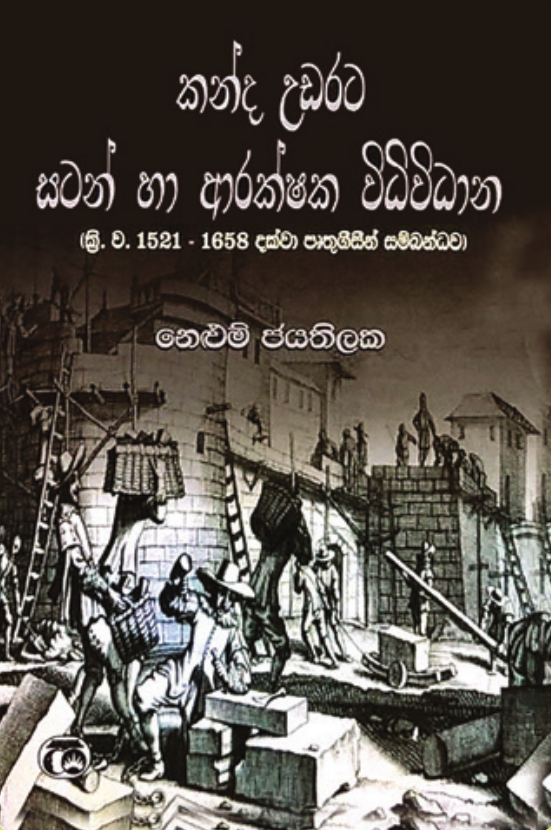 කන්ද උඩරට
සටන් හා ආරක්ෂක විධිවිධාන
(ක්‍රි. ව. 1521 - 1658 දක්වා පෘතුගීසීන් සම්බන්ධව)
නෙළුම් ජයතිලක